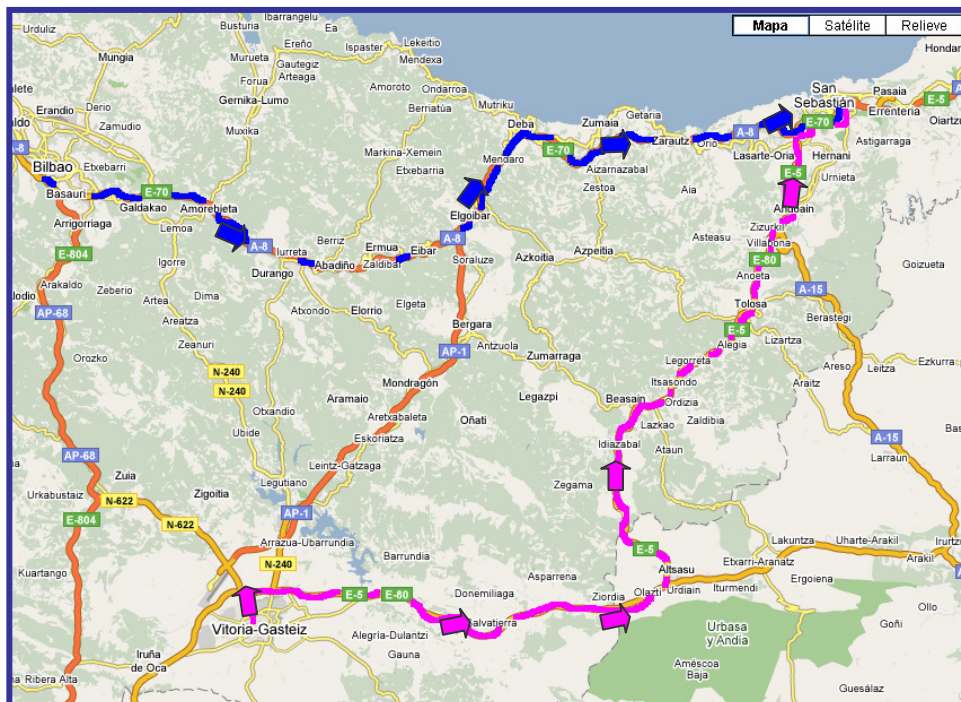 Mapa
Satélite
Relieve
Ibarrangelu
Urduliz
Busturia
Ea
Lekeitio
Ereño
Ispaster
Mungia
Murueta
Gautegiz
Arteaga
Mendexa
Forua
Amoroto
Ondarroa
Gernika-Lumo
Berriatúa
Mutriku
Derio
Erandio
Zamudio
Muxika
Deba
Zumaia
Getaria
San
Sebastián
Pasaia
E-5
Errenteria
Oiartzu
E-70
A-8
Bilbao
Etxebarri
Markina-Xemein
Etxebarria
Mendaro
E-70
Zarautz
Orio
A-8
Lasarte-Oria
Hernani
Astigarraga
Aizarnazabal
E-5
Urnieta
Basauri
E-70
Galdakao
Amorebieta
Zestoa
Aia
Andoain
Arrigorriaga
Lemoa
Elgoibar
Zizurkil
Villabona
E-804
Igorre
A-8
Iurreta
Berriz
Ermua
Eibar
A-8
Azpeitia
Asteasu
Goizueta
Durango
Abadiño
Zaldibar
Soraluze
Azkoitia
E-80
Arakaldo
Zeberio
Artea
Dima
Elgeta
Anoeta
A-15
AP-68
Areatza
Atxondo
Elorrio
Tolosa
Berastegi
Zeanuri
Bergara
E-5
Lizartza
Orozko
AP-1
Antzuola
Zumarraga
Legorreta
Alegia
Areso
Ezkurra
Leitza
N-240
Mondragón
Itsasondo
Araitz
N-240
Aramaio
Legazpi
Beasain
Ordizia
Aretxabaleta
Otxandio
Oñati
Lazkao
Zaldibia
A-15
Ubide
Eskoriatza
Idiazabal
Ataun
Larraun
AP-68
Zuia
Leintz-Gatzaga
Legutiano
Zegama
Urkabustaiz
N-622
Zigoitia
AP-1
E-804
N-622
Arrazua-Ubarrundia
E-5
Lakuntza
Uharte-Arakil
Irurtzu
N-240
Barrundia
Kuartango
Asparrena
Altsasu
Etxarri-Aranatz
Arakil
E-5
E-80
Donemiliaga
Ziordia
Olazti
Urdiain
Iturmendi
Ergoiena
Vitoria-Gasteiz
Salvatierra
Ollo
Alegría-Dulantzi
Urbasa
y Andia
Goñi
Iruña
de Oca
Gauna
Améscoa
Baja
Ribera Alta
Guesálaz